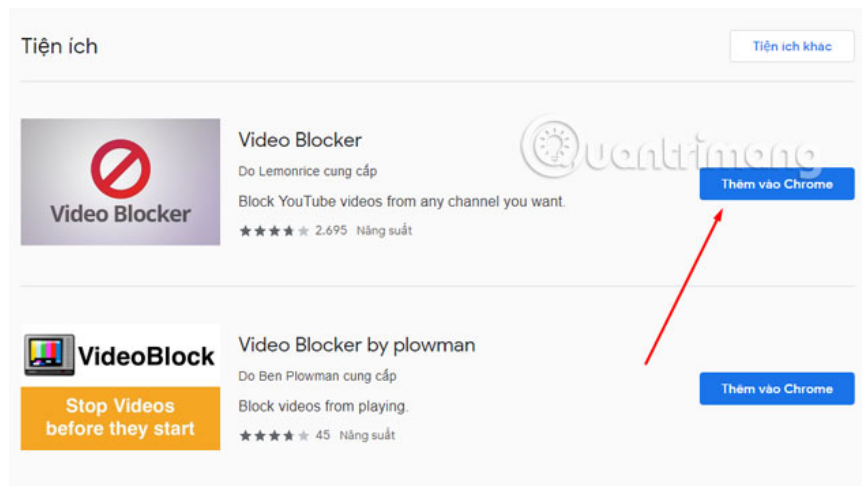 Tiện ích
Tiện ích khác
Video Blocker
Video Blocker
Do Lemonrice cung cấp
Block YouTube videos from any channel you want.
2.695 Năng suất
Quantrimang
Thêm vào Chrome
VideoBlock
Stop Videos
before they start
Video Blocker by plowman
Do Ben Plowman cung cấp
Block videos from playing.
45 Năng suất
Thêm vào Chrome